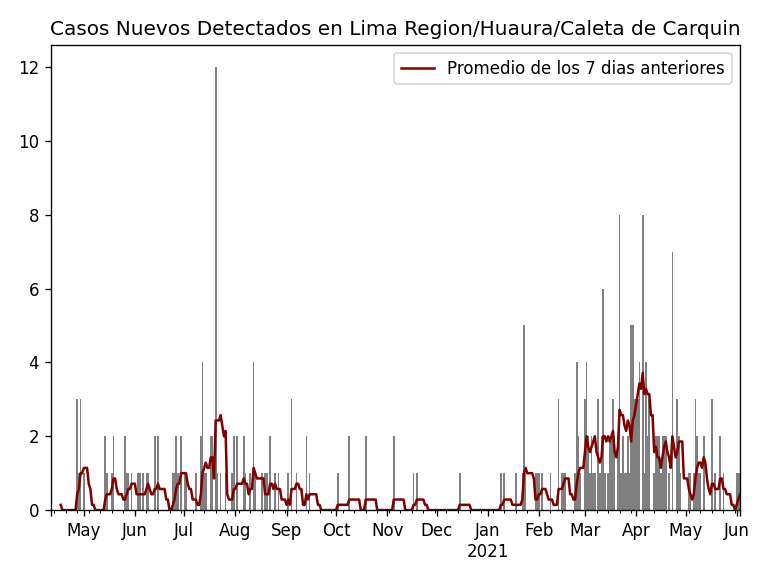 Casos Nuevos Detectados en Lima Region/Huaura/Caleta de Carquin
Promedio de los 7 dias anteriores
12
10
8
6
4
2
0
May Jun Jul Aug Sep Oct Nov Dec Jan Feb Mar Apr May Jun
2021